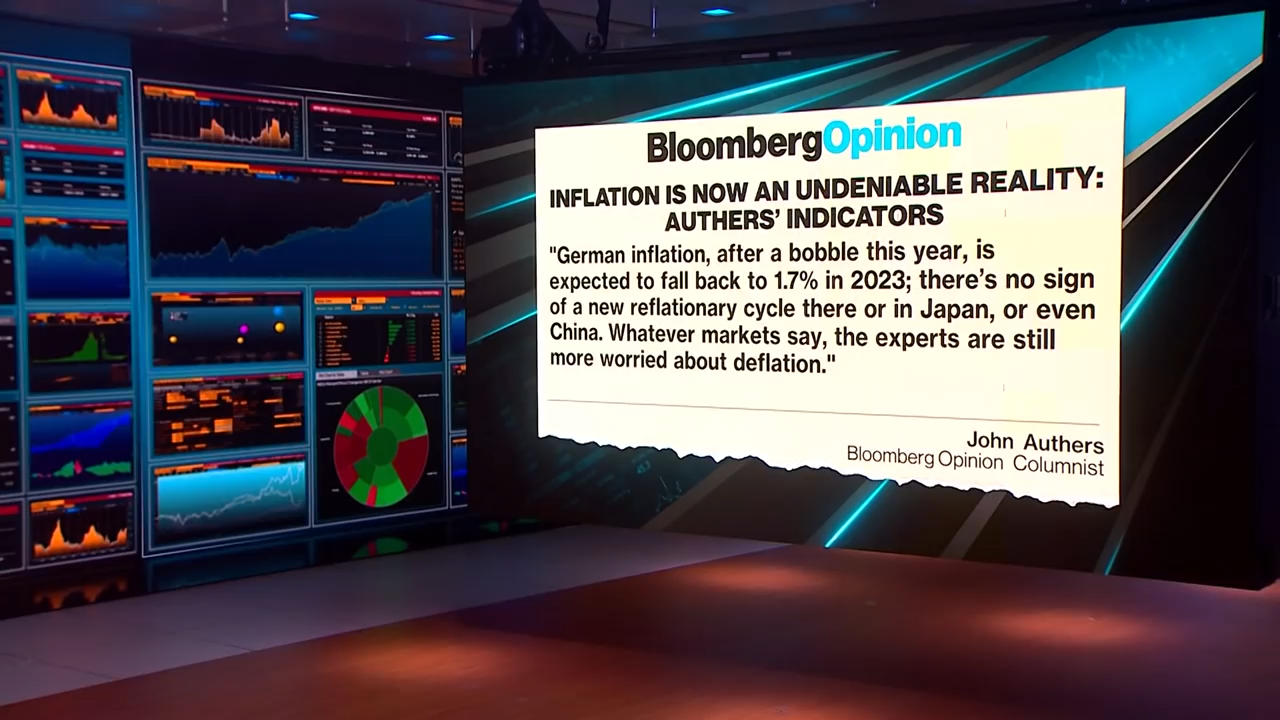 BloombergOpinion
INFLATION IS NOW AN UNDENIABLE REALITY:
AUTHERS' INDICATORS
"German inflation, after a bobble this year, is
expected to fall back to 1.7% in 2023; there's no sign
of a new reflationary cycle there or in Japan, or even
China. Whatever markets say, the experts are still
more worried about deflation."
John Authers
Bloomberg Opinion Columnist